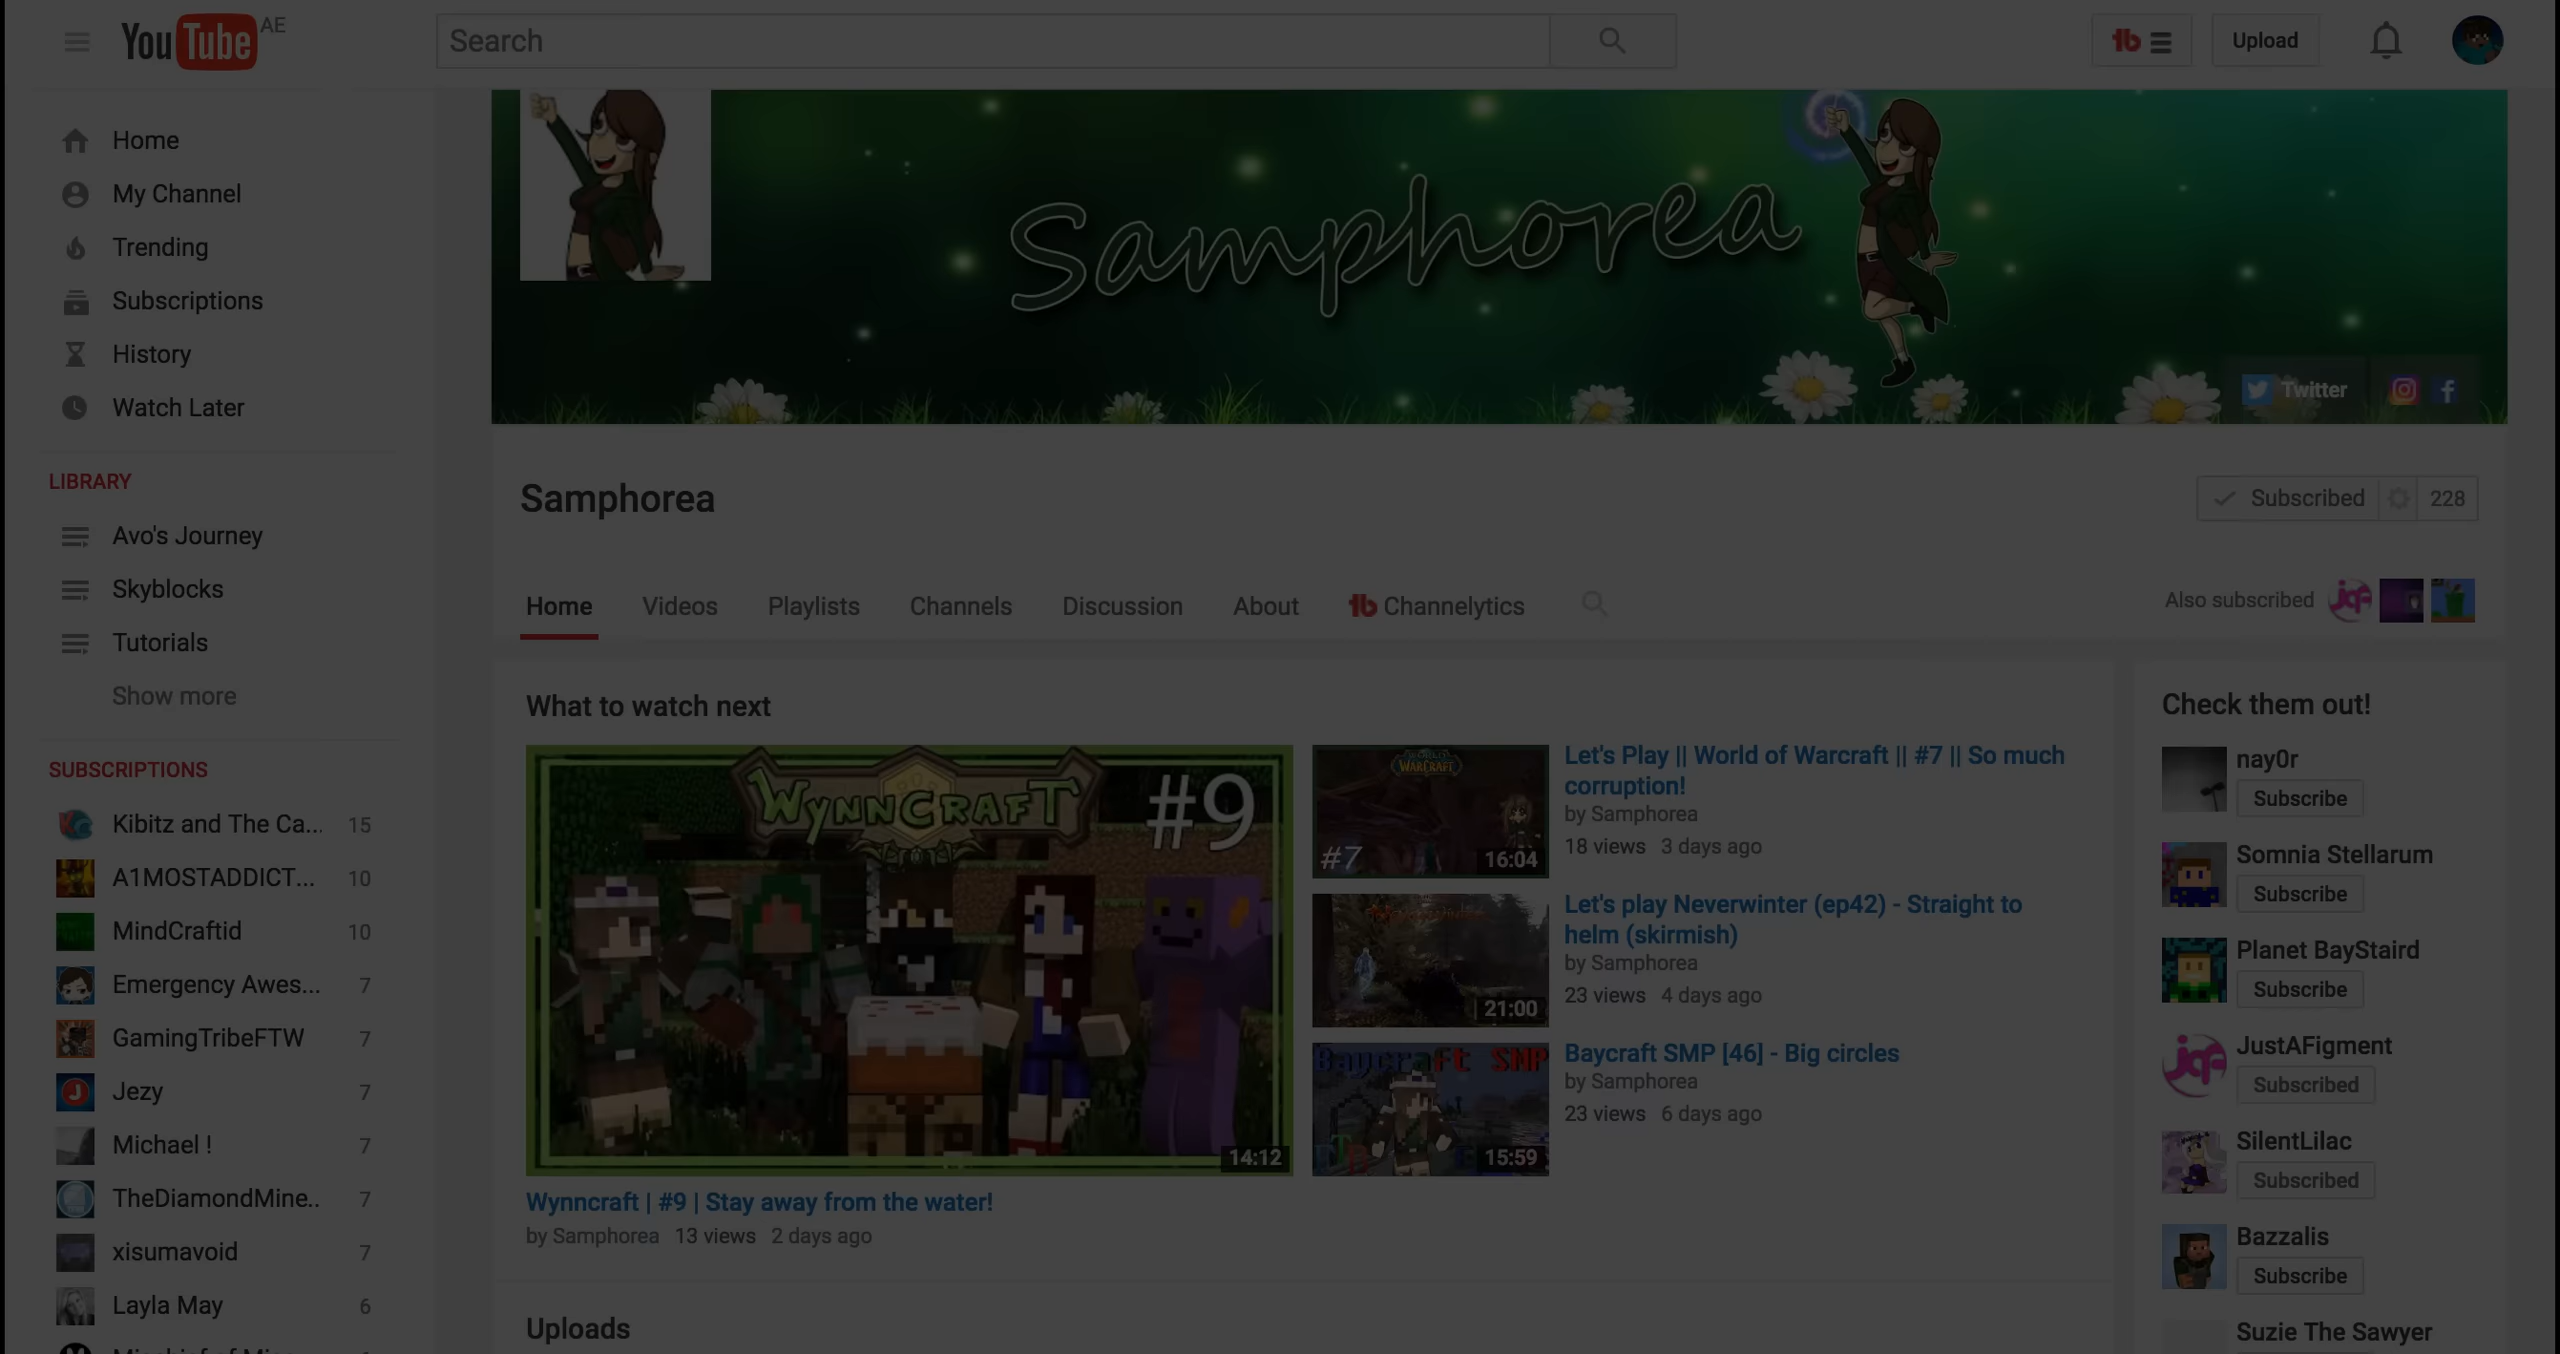 YouTube AE
Search
Upload
Home
My Channel
Trending
Subscriptions
History
Watch Later
LIBRARY
Avo's Journey
Skyblocks
Tutorials
Show more
SUBSCRIPTIONS
Kibitz and The Ca... 15
A1MOSTADDICT... 10
MindCraftid 10
Emergency Awes... 7
GamingTribeFTW 7
Jezy 7
Michael ! 7
TheDiamondMine.. 7
xisumavoid 7
Layla May 6
Samphorea
Twitter
Samphorea
Subscribed 228
Home Videos Playlists Channels Discussion About Channelytics
Also subscribed
What to watch next
WYNNCRAFT
#9
14:12
Wynncraft | #9 | Stay away from the water!
by Samphorea 13 views 2 days ago
WARCRAFT
#7
16:04
Let's Play || World of Warcraft || #7 || So much
corruption!
by Samphorea
18 views 3 days ago
21:00
Let's play Neverwinter (ep42) - Straight to
helm (skirmish)
by Samphorea
23 views 4 days ago
Baycraft SMP
15:59
Baycraft SMP [46] - Big circles
by Samphorea
23 views 6 days ago
Uploads
Check them out!
nay0r
Subscribe
Somnia Stellarum
Subscribe
Planet BayStaird
Subscribe
jaf
JustAFigment
Subscribed
SilentLilac
Subscribed
Bazzalis
Subscribe
Suzie The Sawyer